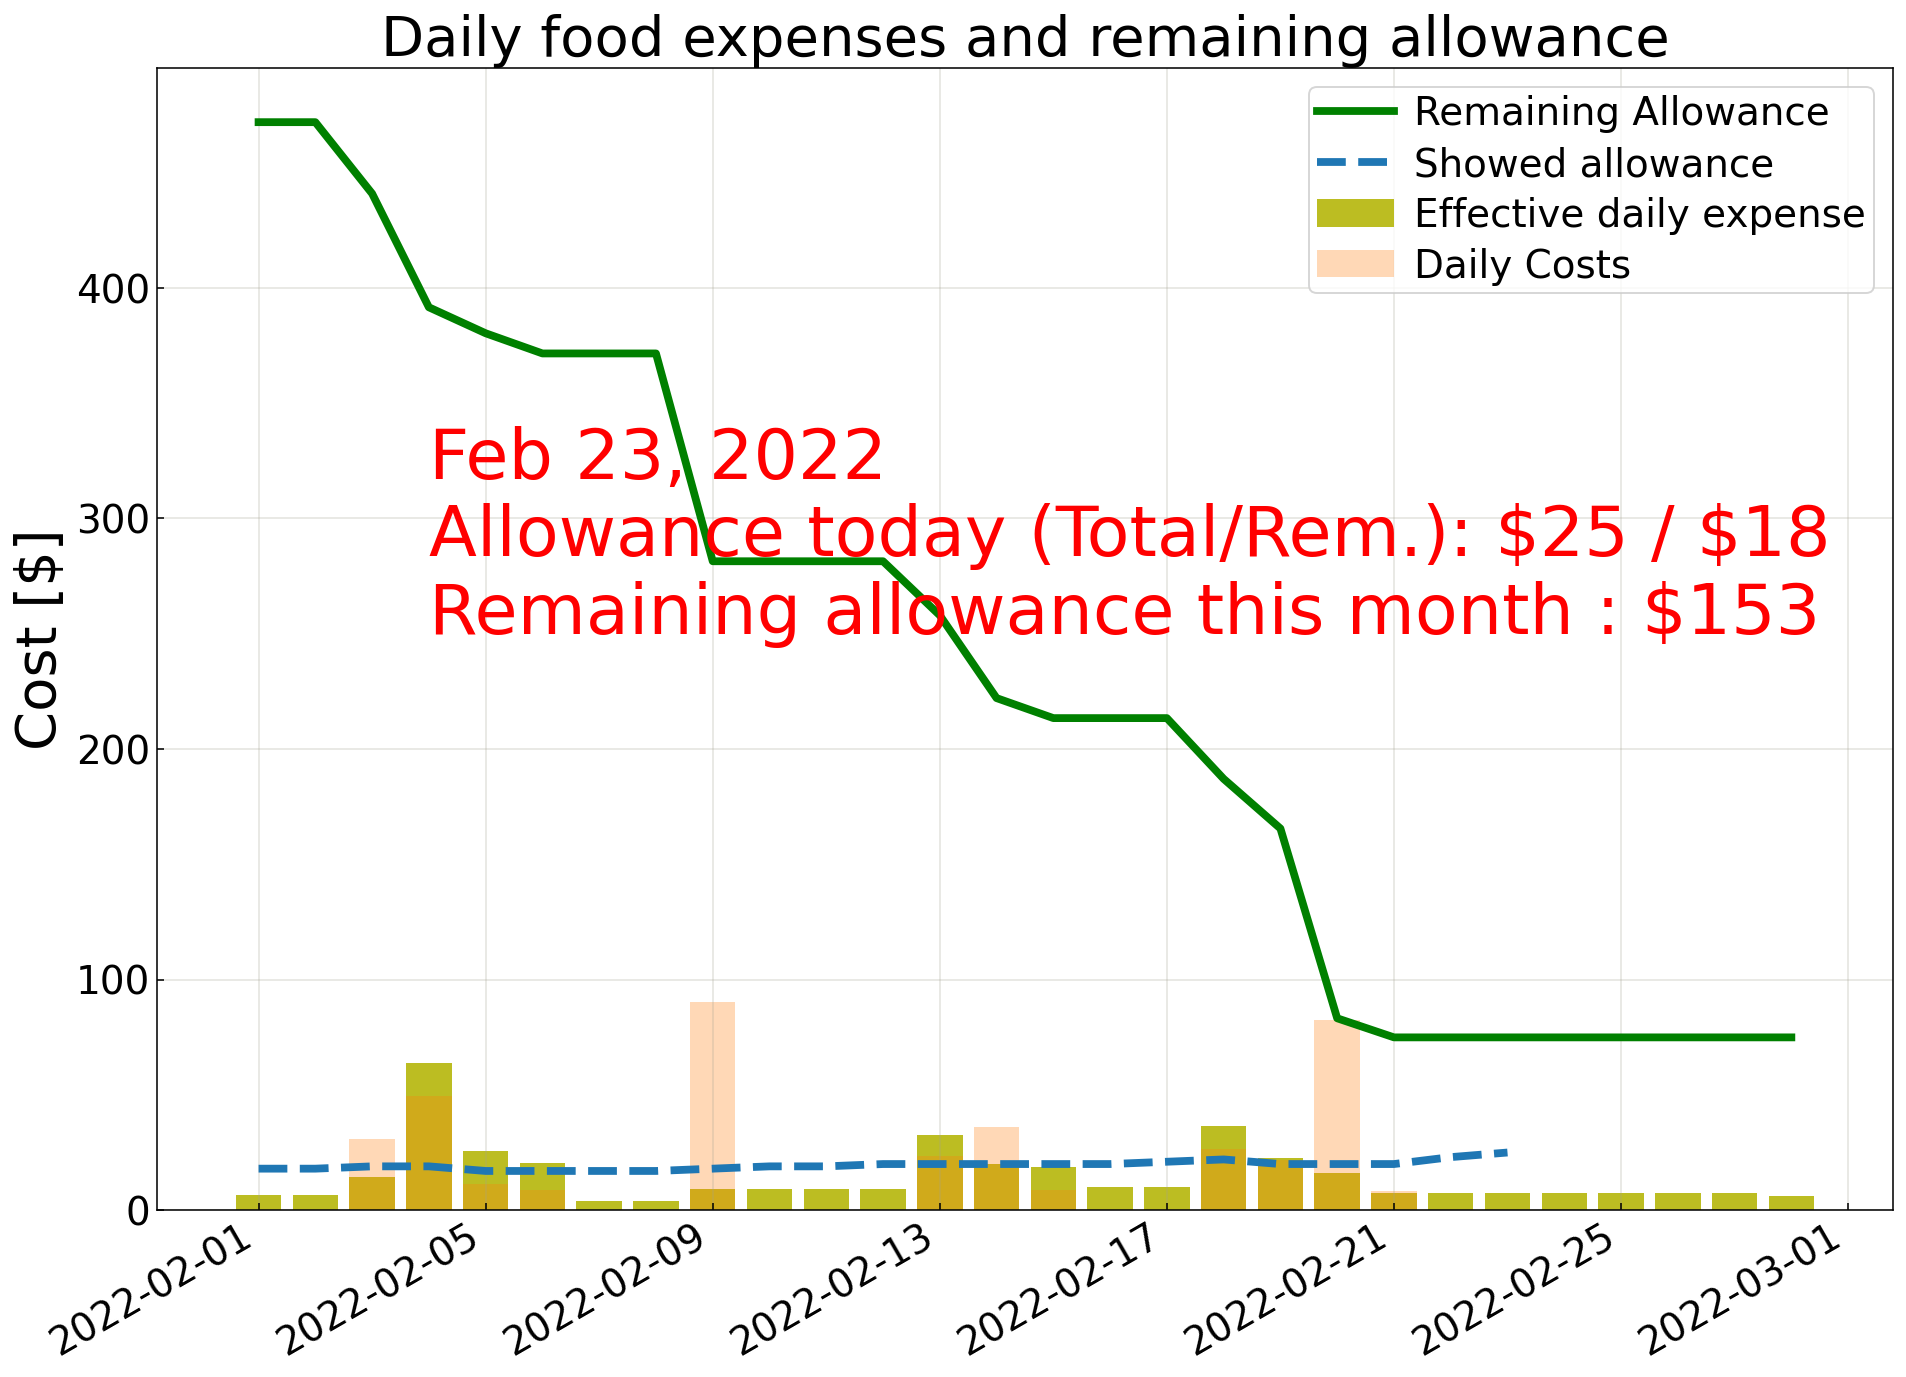 Daily food expenses and remaining allowance
Remaining Allowance
Showed allowance
Effective daily expense
Daily Costs
400
300
200
100
0
Cost [$]
Feb 23, 2022
Allowance today (Total/Rem.): $25 / $18
Remaining allowance this month : $153
2022-02-01
2022-02-05
2022-02-09
2022-02-13
2022-02-17
2022-02-21
2022-02-25
2022-03-01